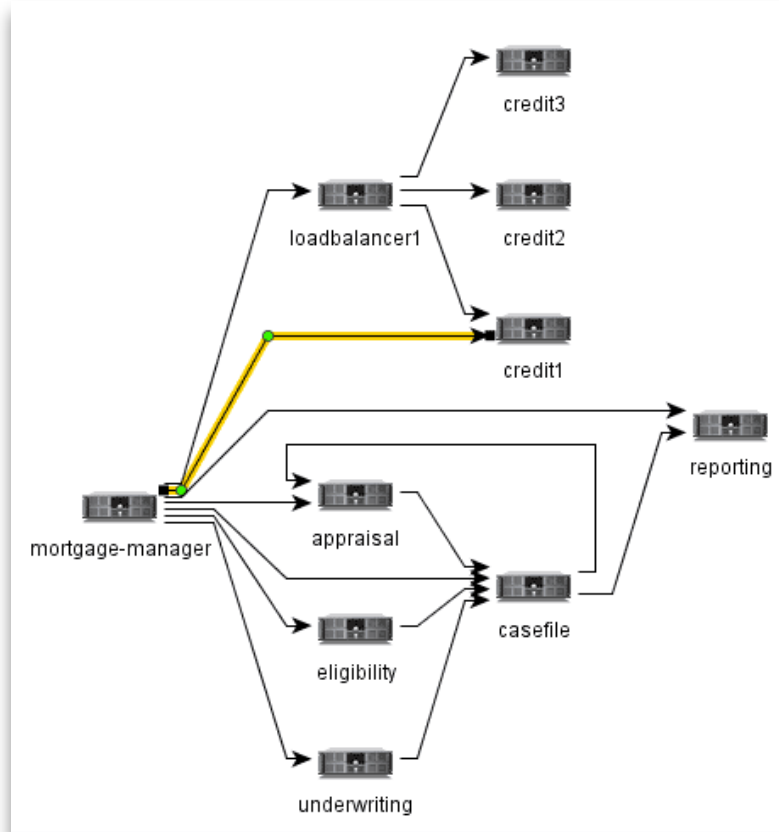 credit3
loadbalancer1
credit2
credit1
reporting
mortgage-manager
appraisal
casefile
eligibility
underwriting